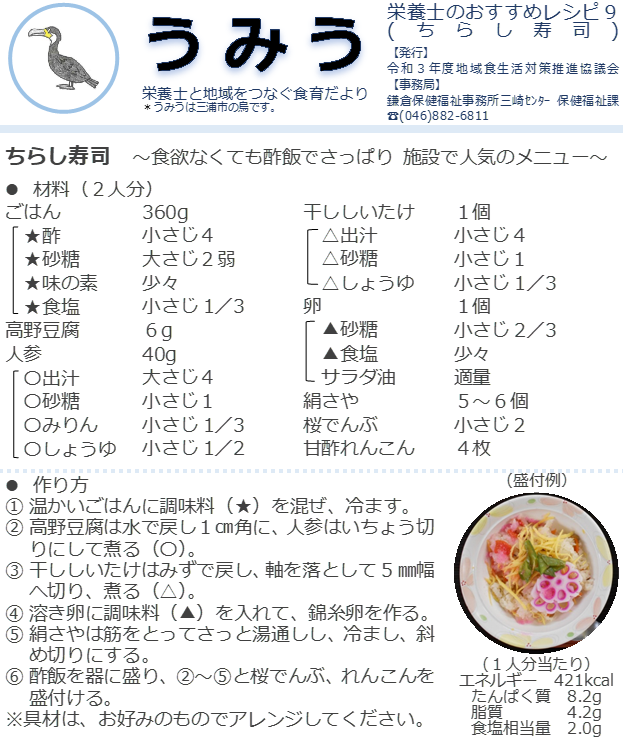 うみう
栄養士と地域をつなぐ食育だより
＊うみうは三浦市の鳥です。
栄養士のおすすめレシピ９
(ちらし寿司)
【発行】
令和３年度地域食生活対策推進協議会
【事務局】
鎌倉保健福祉事務所三崎ｾﾝﾀｰ 保健福祉課
☎(046)882-6811
ちらし寿司 ～食欲なくても酢飯でさっぱり 施設で人気のメニュー～
● 材料（２人分）
ごはん 360g
★酢 小さじ４
★砂糖 大さじ２弱
★味の素 少々
★食塩 小さじ１／３
高野豆腐 ６g
人参 40g
〇出汁 大さじ４
〇砂糖 小さじ１
〇みりん 小さじ１／３
〇しょうゆ 小さじ１／２
干ししいたけ １個
△出汁 小さじ４
△砂糖 小さじ１
△しょうゆ 小さじ１／３
卵 １個
▲砂糖 小さじ２／３
▲食塩 少々
サラダ油 適量
絹さや ５～６個
桜でんぶ 小さじ２
甘酢れんこん ４枚
● 作り方
① 温かいごはんに調味料（★）を混ぜ、冷ます。
② 高野豆腐は水で戻し１㎝角に、人参はいちょう切
りにして煮る（〇）。
③ 干ししいたけはみずで戻し、軸を落として５㎜幅
へ切り、煮る（△）。
④ 溶き卵に調味料（▲）を入れて、錦糸卵を作る。
⑤ 絹さやは筋をとってさっと湯通しし、冷まし、斜
め切りにする。
⑥ 酢飯を器に盛り、②～⑤と桜でんぶ、れんこんを
盛付ける。
※具材は、お好みのものでアレンジしてください。
（盛付例）
（１人分当たり）
エネルギー 421kcal
たんぱく質 8.2g
脂質 4.2g
食塩相当量 2.0g